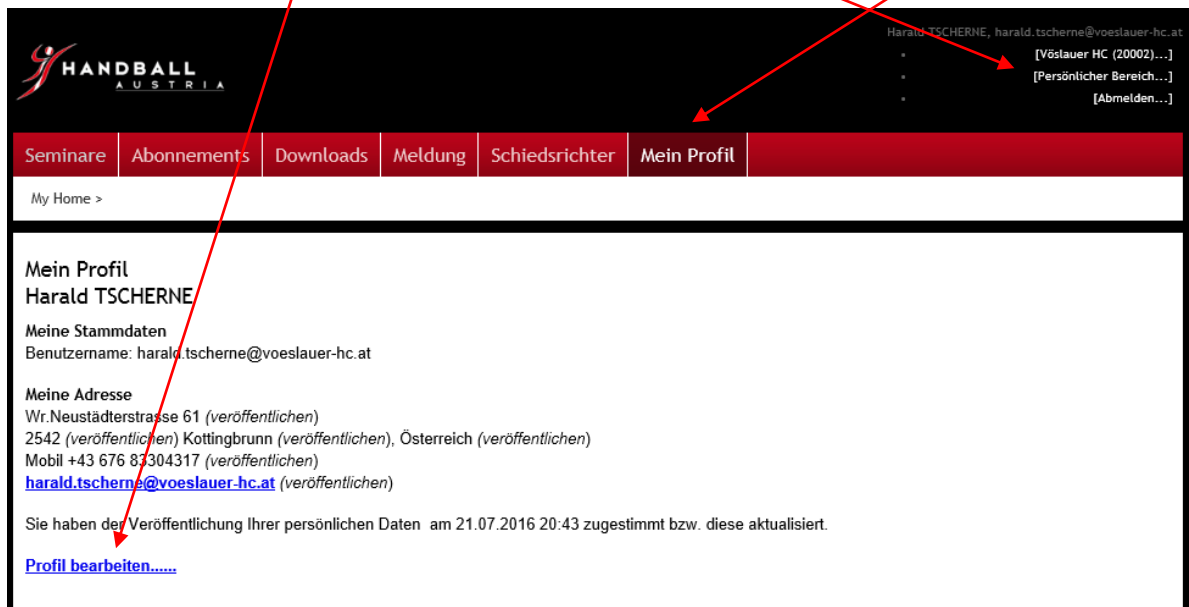 Harald TSCHERNE, harald.tscherne@voeslauer-hc.at
HANDBALL
AUSTRIA
[Vöslauer HC (20002)...]
[Persönlicher Bereich...]
[Abmelden...]
Seminare Abonnements Downloads Meldung Schiedsrichter Mein Profil
My Home >
Mein Profil
Harald TSCHERNE
Meine Stammdaten
Benutzername: harald.tscherne@voeslauer-hc.at
Meine Adresse
Wr.Neustädterstrasse 61 (veröffentlichen)
2542 (veröffentlichen) Kottingbrunn (veröffentlichen), Österreich (veröffentlichen)
Mobil +43 676 83304317 (veröffentlichen)
harald.tscherne@voeslauer-hc.at (veröffentlichen)
Sie haben der Veröffentlichung Ihrer persönlichen Daten am 21.07.2016 20:43 zugestimmt bzw. diese aktualisiert.
Profil bearbeiten......